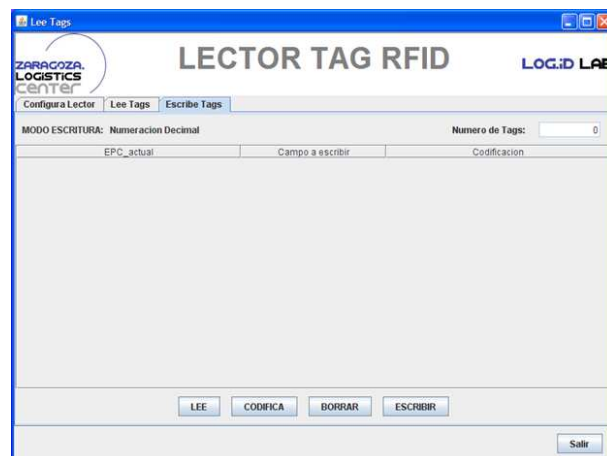 Lee Tags
ZARAGOZA.
LOGISTICS
CENTER
LECTOR TAG RFID
LOG.iD LAB
Configura Lector Lee Tags Escribe Tags
MODO ESCRITURA: Numeracion Decimal Numero de Tags: 0
EPC_actual Campo a escribir Codificacion
LEE CODIFICA BORRAR ESCRIBIR
Salir